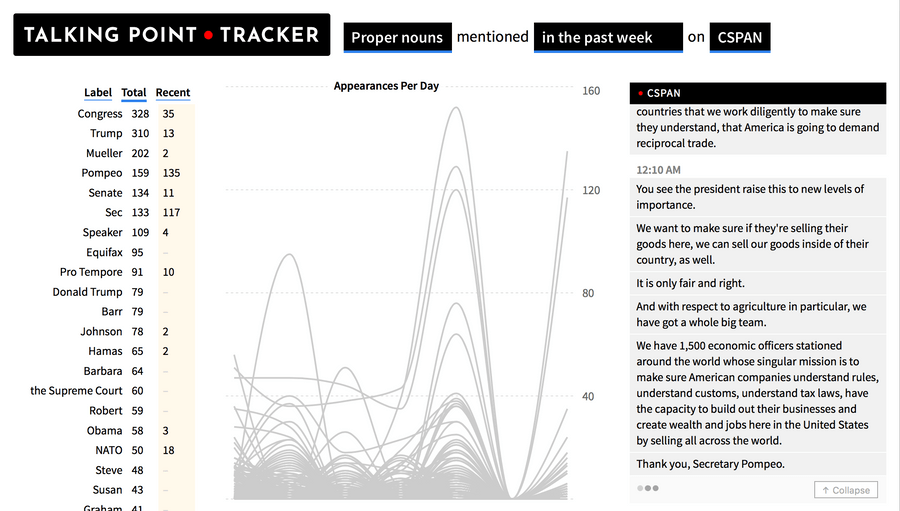 TALKING POINT TRACKER
Proper nouns mentioned in the past week on CSPAN
Label Total Recent
Congress 328 35
Trump 310 13
Mueller 202 2
Pompeo 159 135
Senate 134 11
Sec 133 117
Speaker 109 4
Equifax 95 –
Pro Tempore 91 10
Donald Trump 79 –
Barr 79 –
Johnson 78 2
Hamas 65 2
Barbara 64 –
the Supreme Court 60 –
Robert 59 –
Obama 58 3
NATO 50 18
Steve 48 –
Susan 43 –
Graham 41 –
Appearances Per Day
160
120
80
40
CSPAN
countries that we work diligently to make sure
they understand, that America is going to demand
reciprocal trade.
12:10 AM
You see the president raise this to new levels of
importance.
We want to make sure if they're selling their
goods here, we can sell our goods inside of their
country, as well.
It is only fair and right.
And with respect to agriculture in particular, we
have got a whole big team.
We have 1,500 economic officers stationed
around the world whose singular mission is to
make sure American companies understand rules,
understand customs, understand tax laws, have
the capacity to build out their businesses and
create wealth and jobs here in the United States
by selling all across the world.
Thank you, Secretary Pompeo.
↑ Collapse